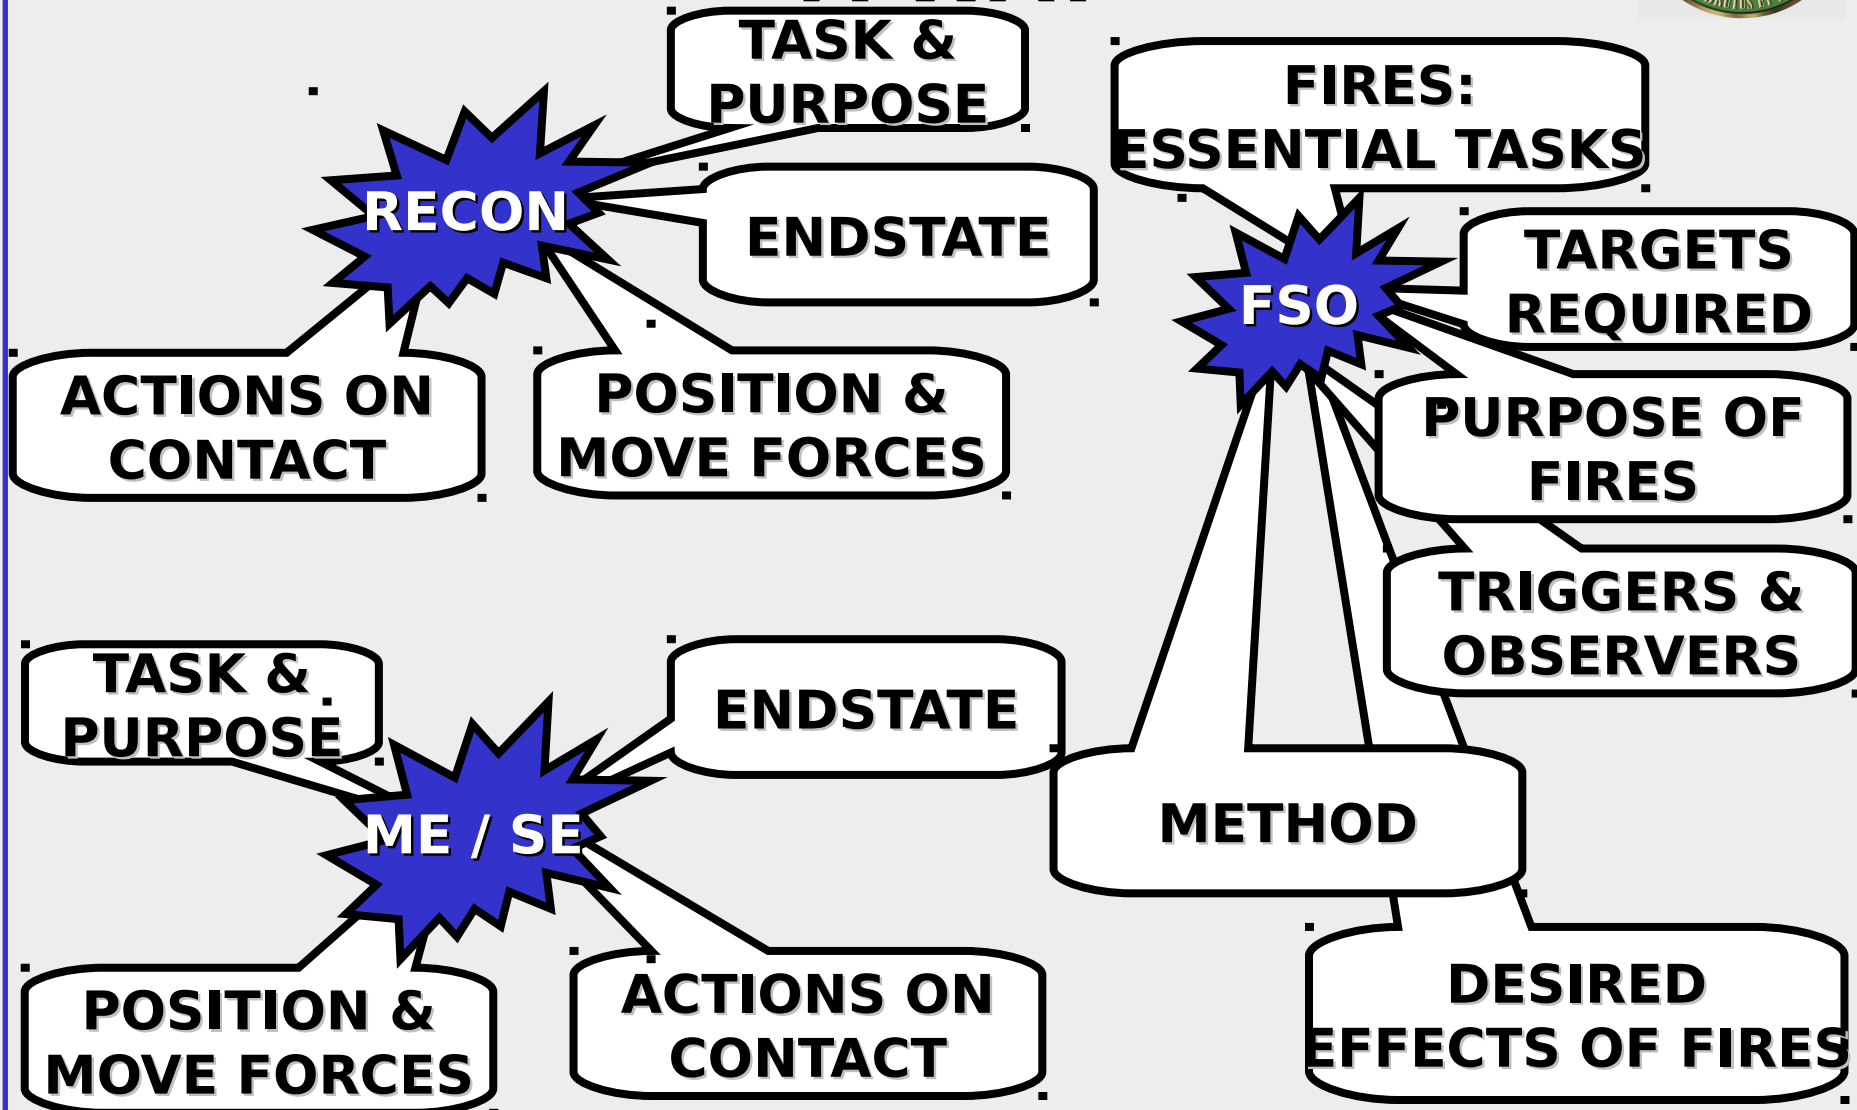 TASK &
PURPOSE
RECON
ENDSTATE
ACTIONS ON
CONTACT
POSITION &
MOVE FORCES
FIRES:
ESSENTIAL TASKS
FSO
TARGETS
REQUIRED
PURPOSE OF
FIRES
TRIGGERS &
OBSERVERS
METHOD
DESIRED
EFFECTS OF FIRES
TASK &
PURPOSE
ME / SE
ENDSTATE
POSITION &
MOVE FORCES
ACTIONS ON
CONTACT